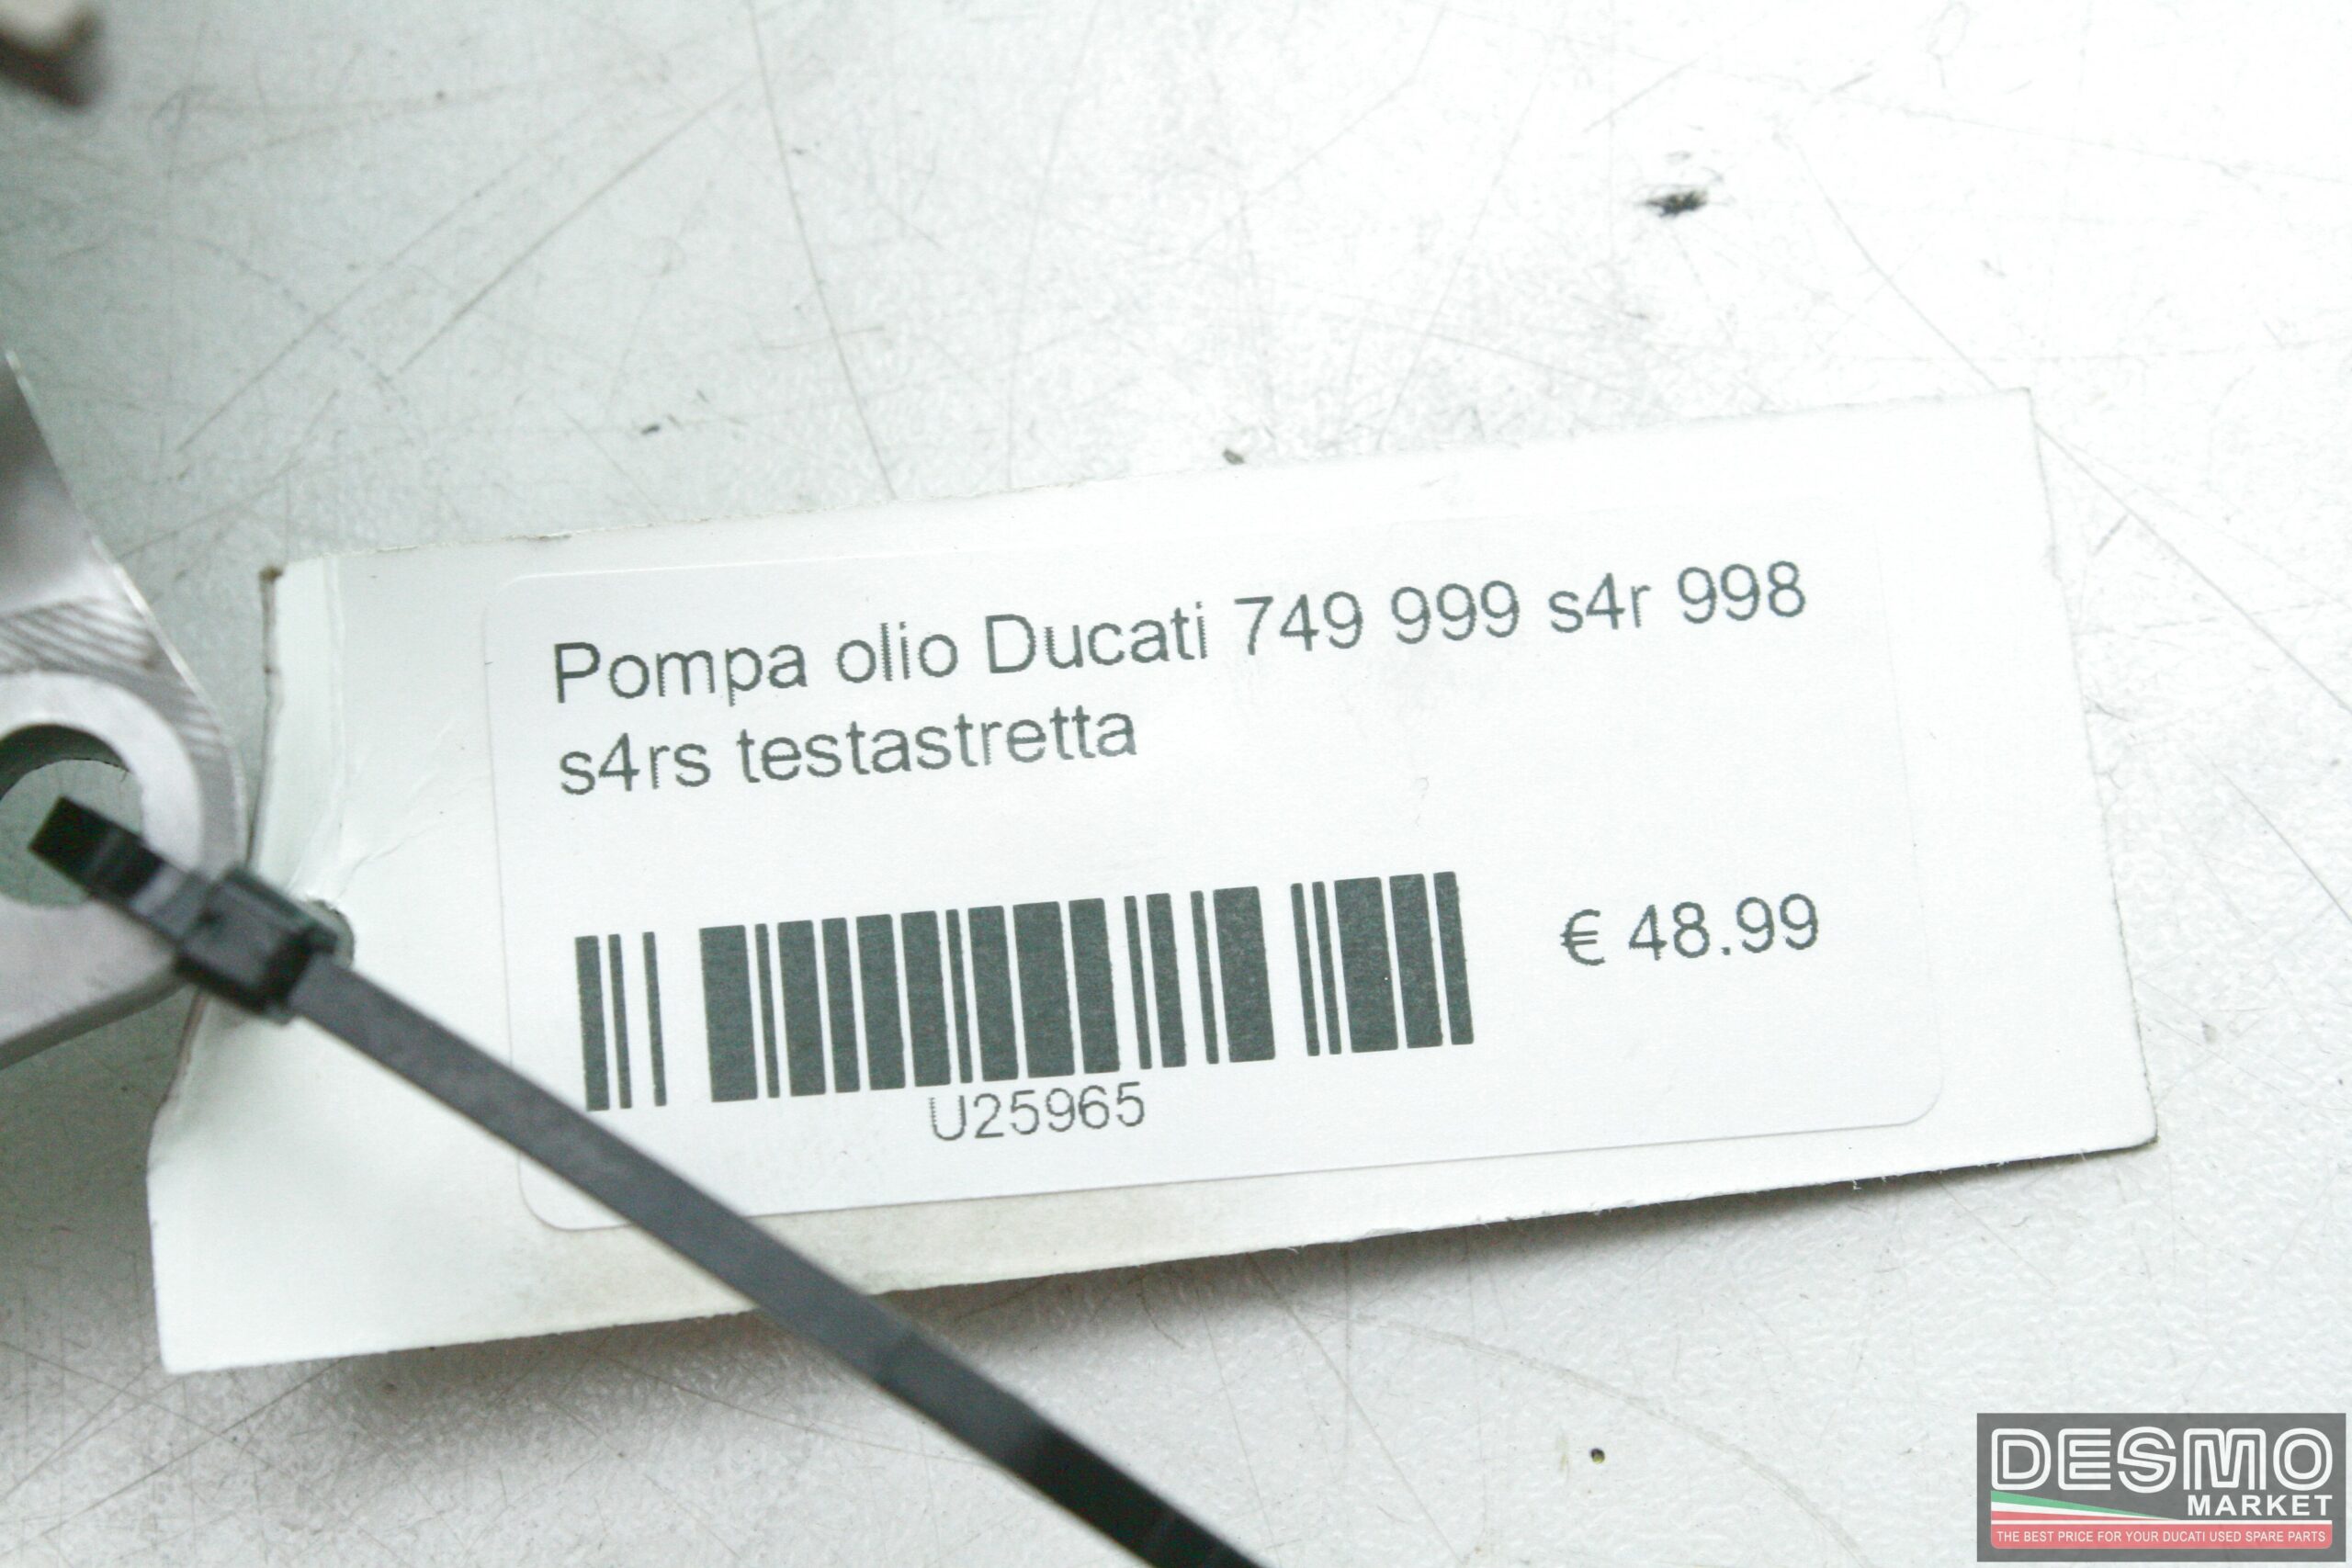 Pompa olio Ducati 749 999 s4r 998
s4rs testastretta
€ 48.99
U25965
DESMO
MARKET
THE BEST PRICE FOR YOUR DUCATI USED SPARE PARTS